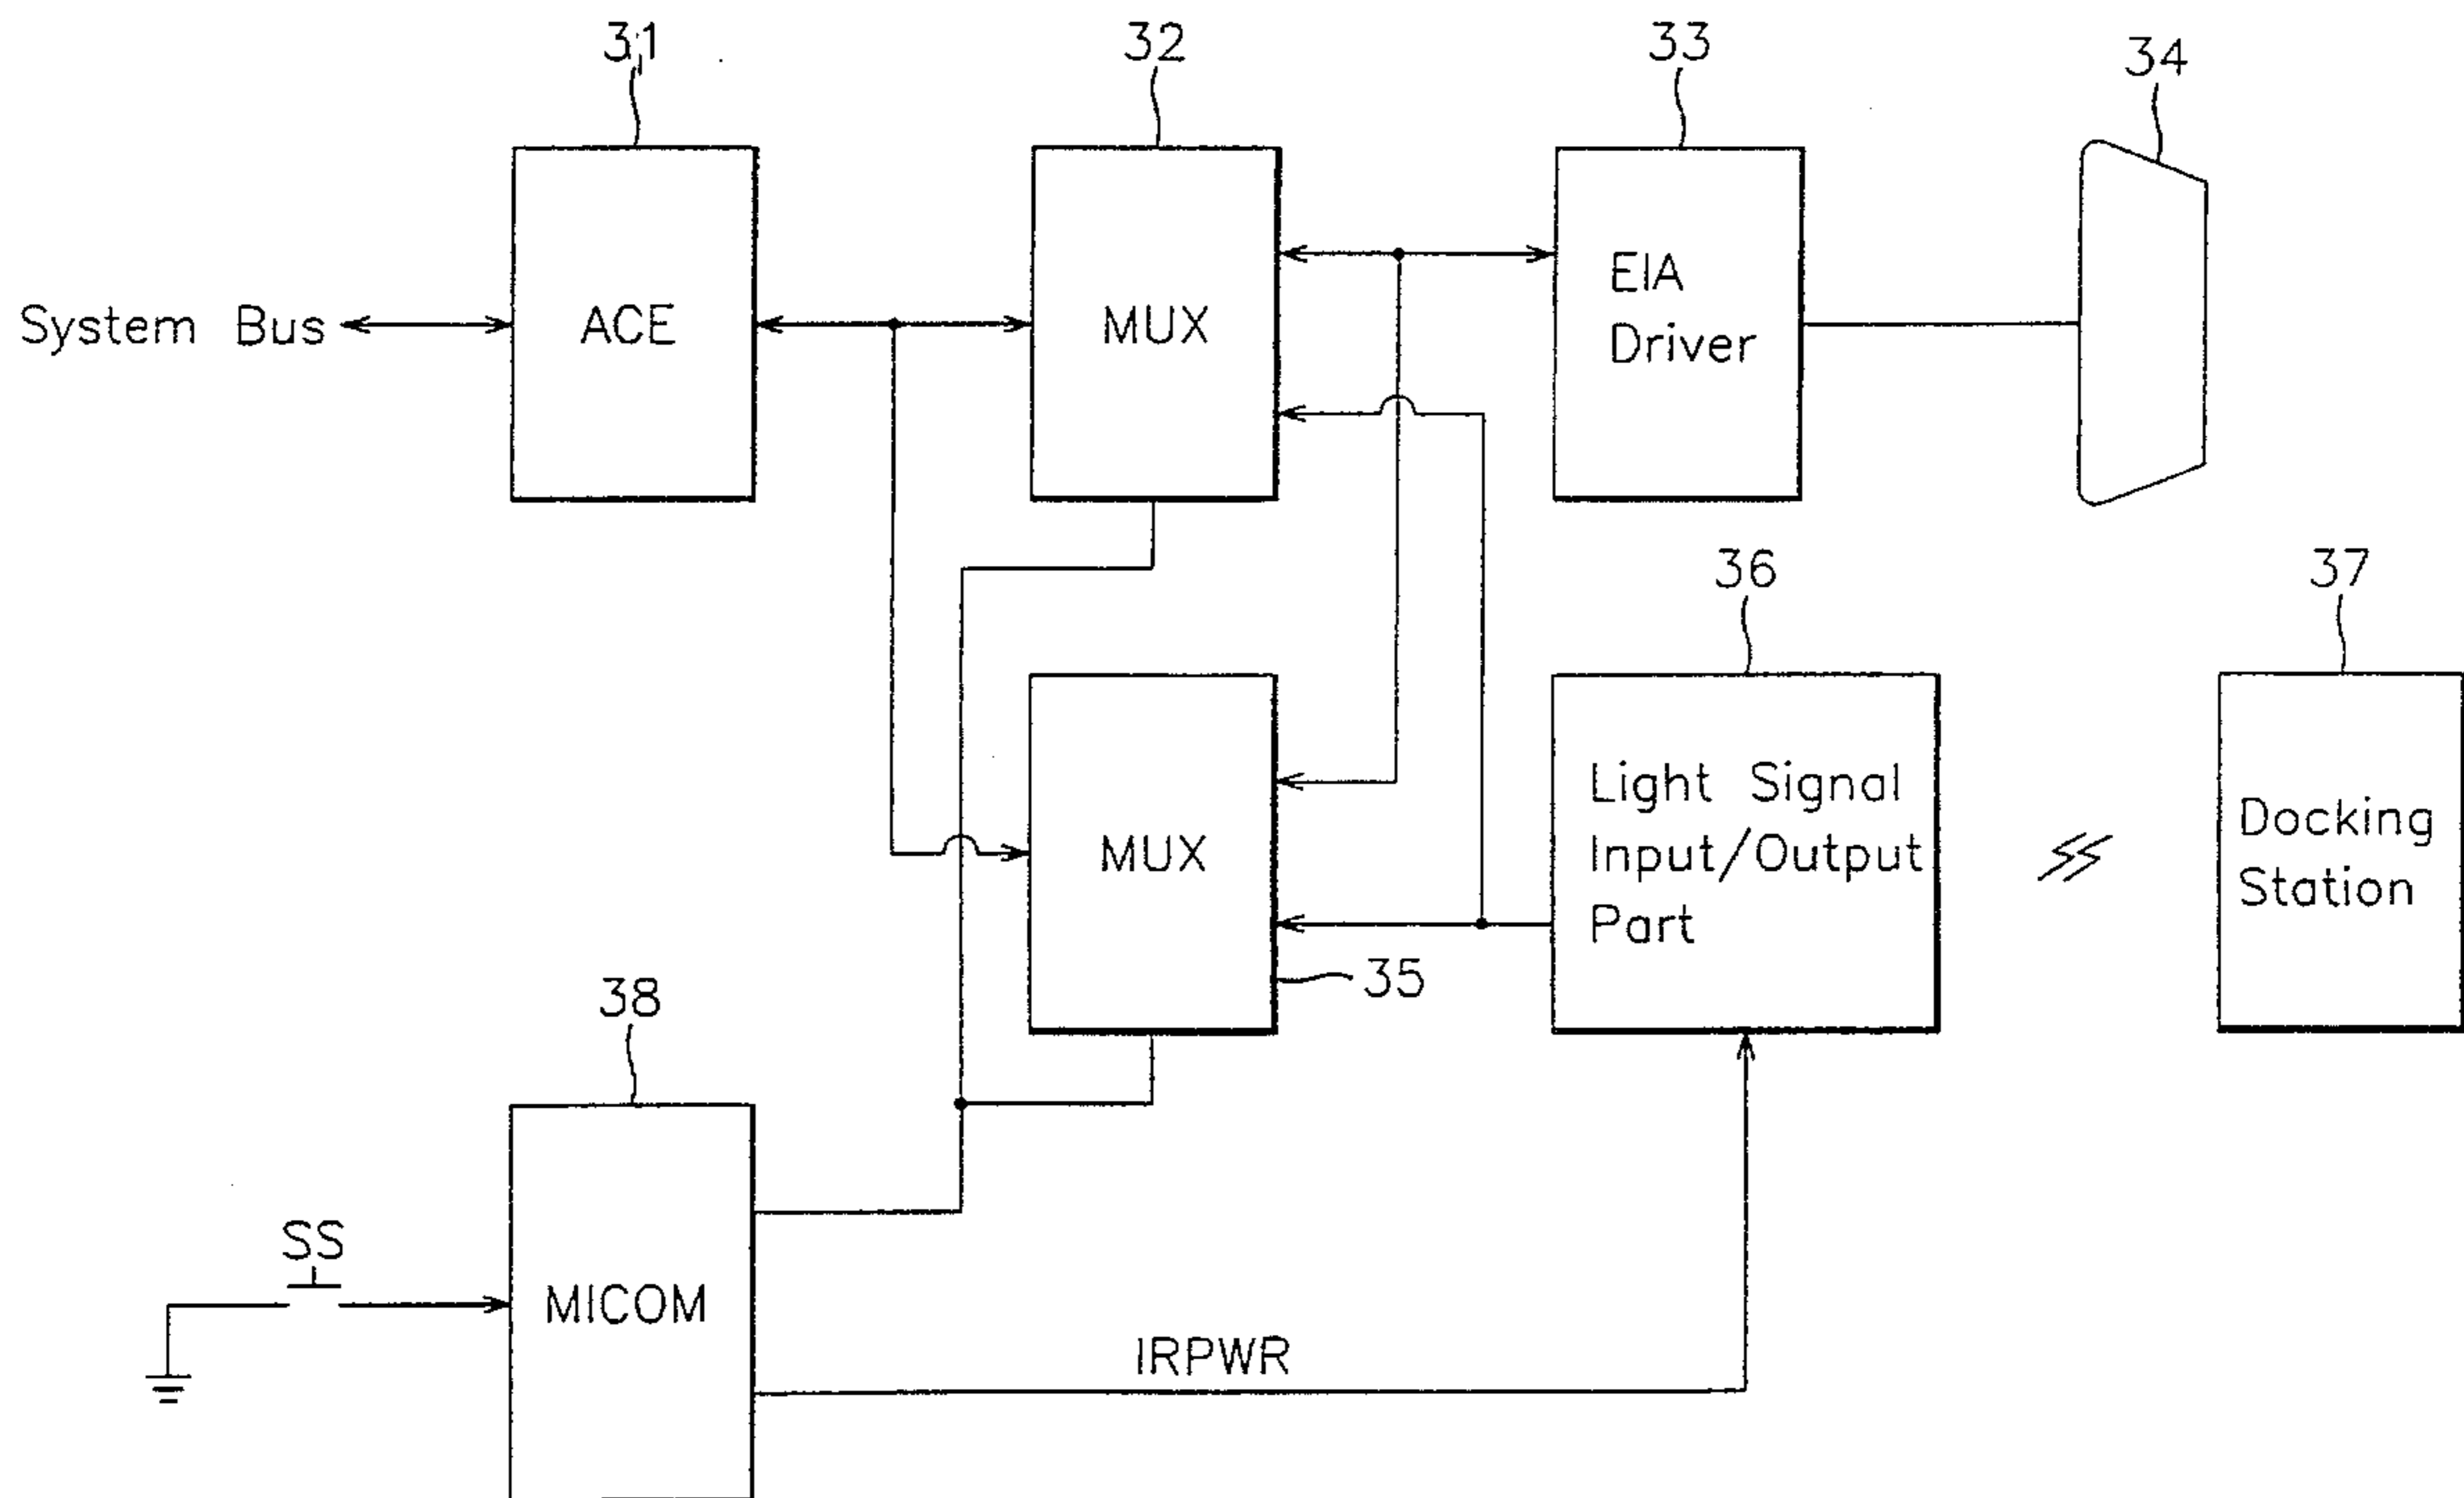 31
32
33
34
System Bus
ACE
MUX
EIA
Driver
36
37
MUX
Light Signal
Input/Output
Part
Docking
Station
35
38
SS
MICOM
IRPWR